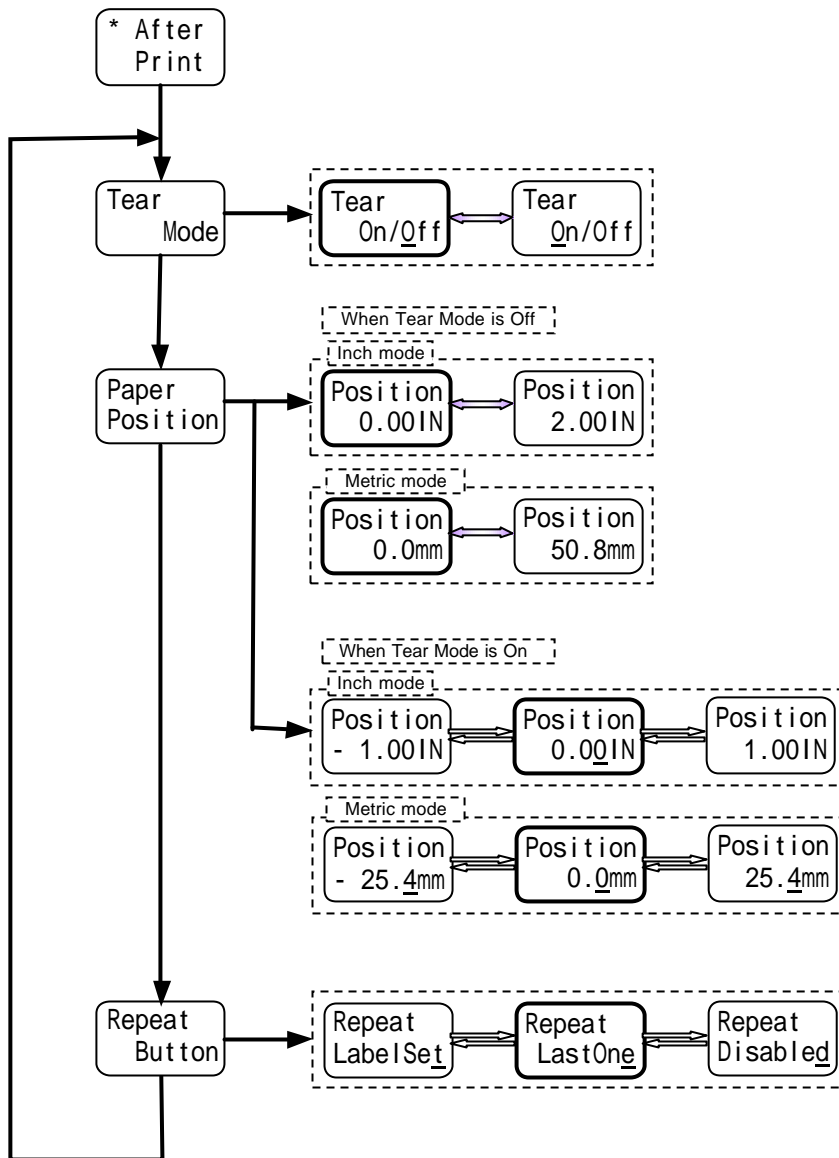 * After
Print
Tear
Mode
Tear
On/Off
Tear
On/Off
When Tear Mode is Off
Inch mode
Paper
Position
Position
0.00IN
Position
2.00IN
Metric mode
Position
0.0mm
Position
50.8mm
When Tear Mode is On
Inch mode
Position
- 1.00IN
Position
0.00IN
Position
1.00IN
Metric mode
Position
- 25.4mm
Position
0.0mm
Position
25.4mm
Repeat
Button
Repeat
LabelSet
Repeat
LastOne
Repeat
Disabled